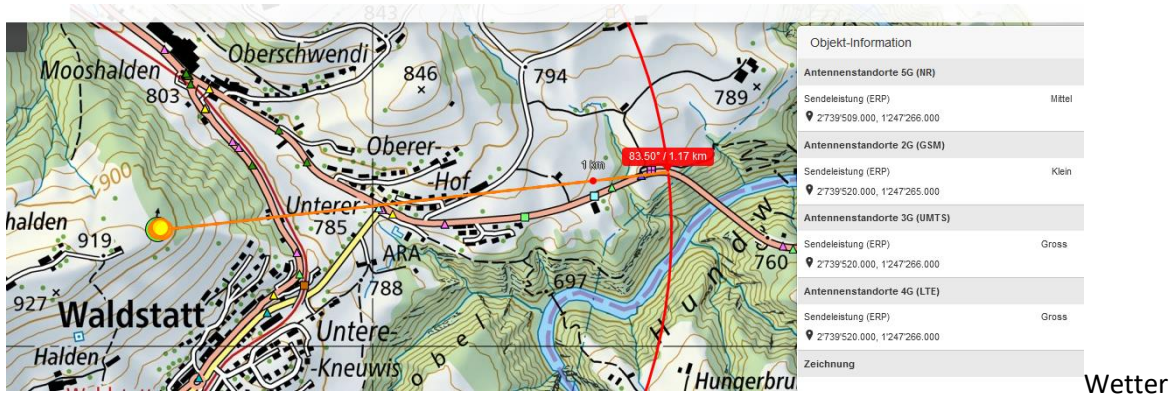 843
Oberschwendi
Mooshalden
803
846
794
789
Oberer-
-Hof
1 km
83.50° / 1.17 km
900
halden
919
Unterer-
785
ARA
788
697
760
927
Waldstatt
Untere-
-Kneuwis
Halden
o b e l
H u n d w
Hungerbru
Objekt-Information
Antennenstandorte 5G (NR)
Sendeleistung (ERP) Mittel
2'739'509.000, 1'247'266.000
Antennenstandorte 2G (GSM)
Sendeleistung (ERP) Klein
2'739'520.000, 1'247'265.000
Antennenstandorte 3G (UMTS)
Sendeleistung (ERP) Gross
2'739'520.000, 1'247'266.000
Antennenstandorte 4G (LTE)
Sendeleistung (ERP) Gross
2'739'520.000, 1'247'266.000
Zeichnung
Wetter